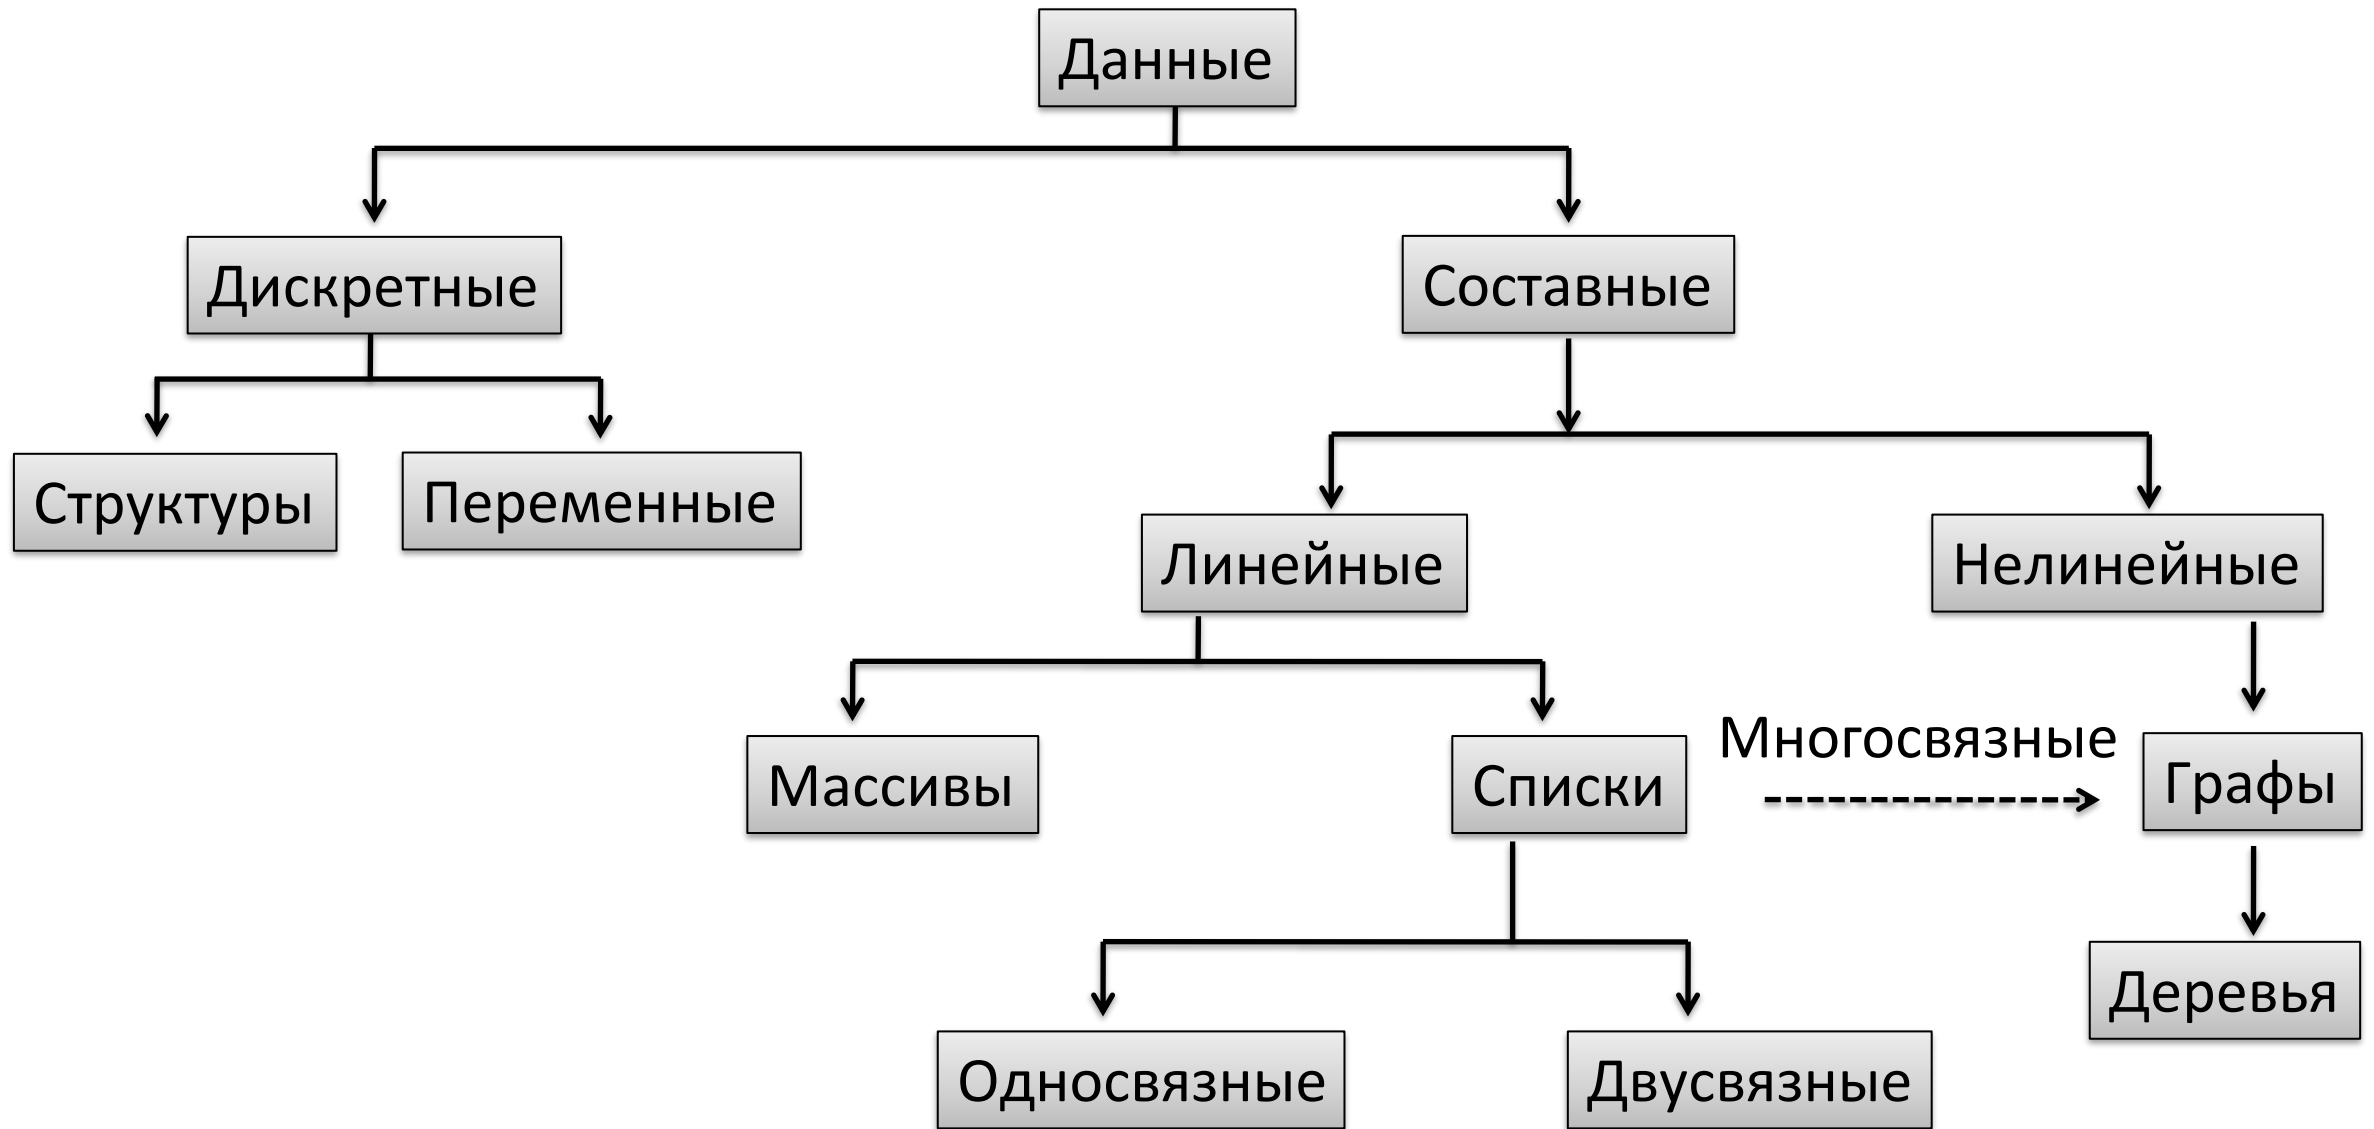 Данные
Дискретные
Составные
Структуры
Переменные
Линейные
Нелинейные
Массивы
Списки
Многосвязные
Графы
Деревья
Односвязные
Двусвязные